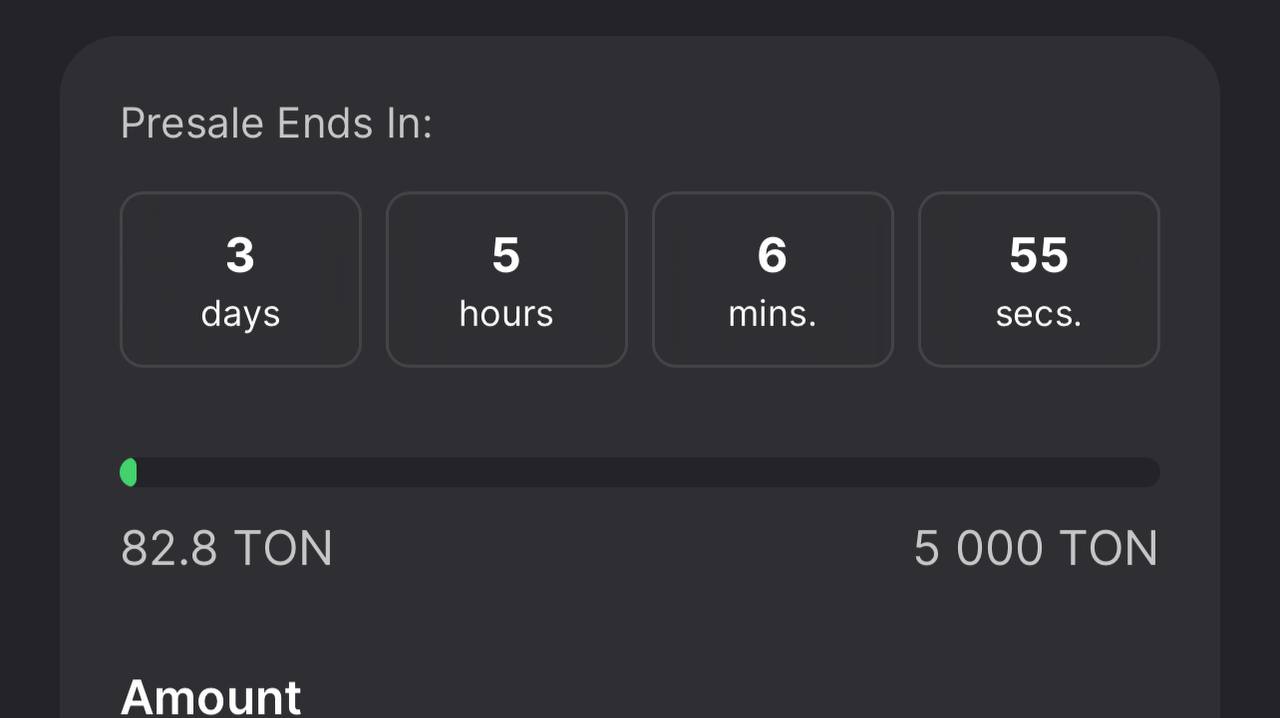 Presale Ends In:
3 5 6 55
days hours mins. secs.
82.8 TON 5 000 TON
Amount